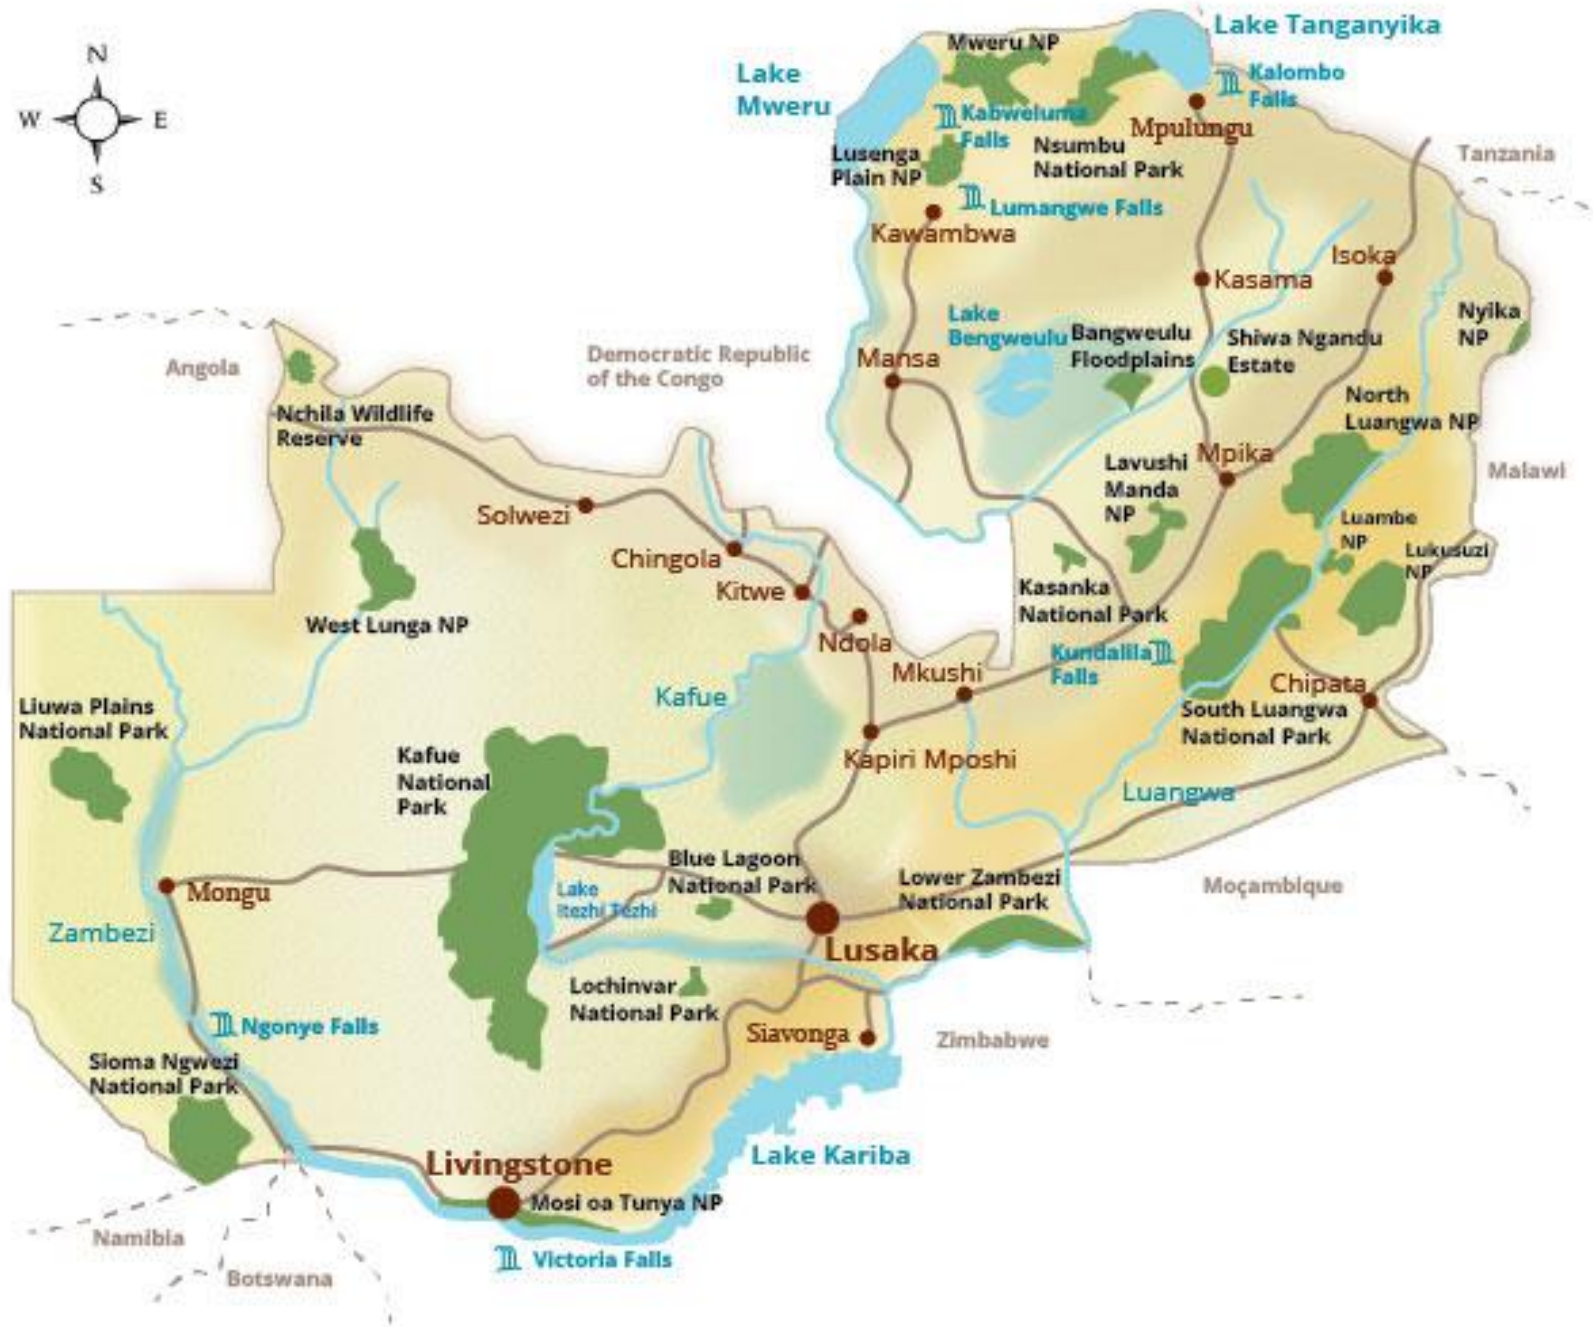 N
W
E
S
Lake Tanganyika
Mweru NP
Lake
Mweru
Kalombo
Falls
Kabweluma
Falls
Mpulungu
Lusenga
Plain NP
Nsumbu
National Park
Tanzania
Lumangwe Falls
Kawambwa
Isoka
Kasama
Lake
Bengweulu
Bangweulu
Floodplains
Shiwa Ngandu
Estate
Nyika
NP
Angola
Democratic Republic
of the Congo
Mansa
North
Luangwa NP
Nchila Wildlife
Reserve
Mpika
Lavushi
Manda
NP
Malawi
Solwezi
Luambe
NP
Lukusuzi
NP
Chingola
Kitwe
Kasanka
National Park
West Lunga NP
Ndola
Kundalila
Falls
Mkushi
Chipata
Kafue
Liuwa Plains
National Park
South Luangwa
National Park
Kafue
National
Park
Kapiri Mposhi
Luangwa
Blue Lagoon
National Park
Lower Zambezi
National Park
Moçambique
Mongu
Lake
Itezhi Tezhi
Zambezi
Lusaka
Lochinvar
National Park
Ngonye Falls
Siavonga
Zimbabwe
Sioma Ngwezi
National Park
Lake Kariba
Livingstone
Mosi oa Tunya NP
Namibia
Victoria Falls
Botswana